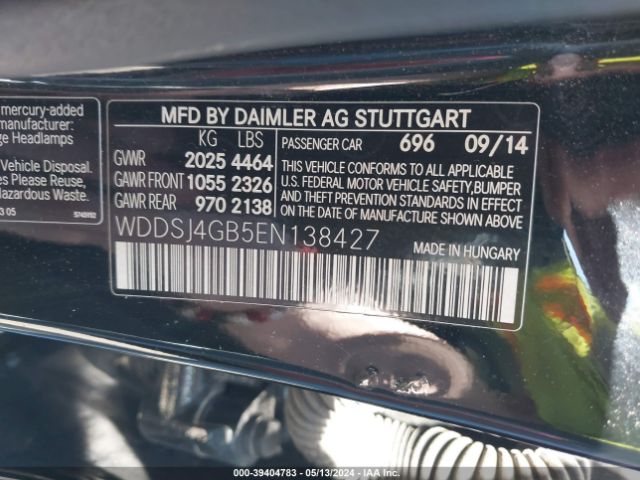 mercury-added
manufacturer:
ge Headlamps
Vehicle Disposal.
es Please Reuse,
azardous Waste.
MFD BY DAIMLER AG STUTTGART
KG LBS
GVWR 2025 4464
GAWR FRONT 1055 2326
GAWR REAR 970 2138
PASSENGER CAR 696 09/14
THIS VEHICLE CONFORMS TO ALL APPLICABLE
U.S. FEDERAL MOTOR VEHICLE SAFETY, BUMPER
AND THEFT PREVENTION STANDARDS IN EFFECT
ON THE DATE OF MANUFACTURE SHOWN ABOVE.
WDDSJ4GB5EN138427
MADE IN HUNGARY
000-39404783 - 05/13/2024 - IAA Inc.